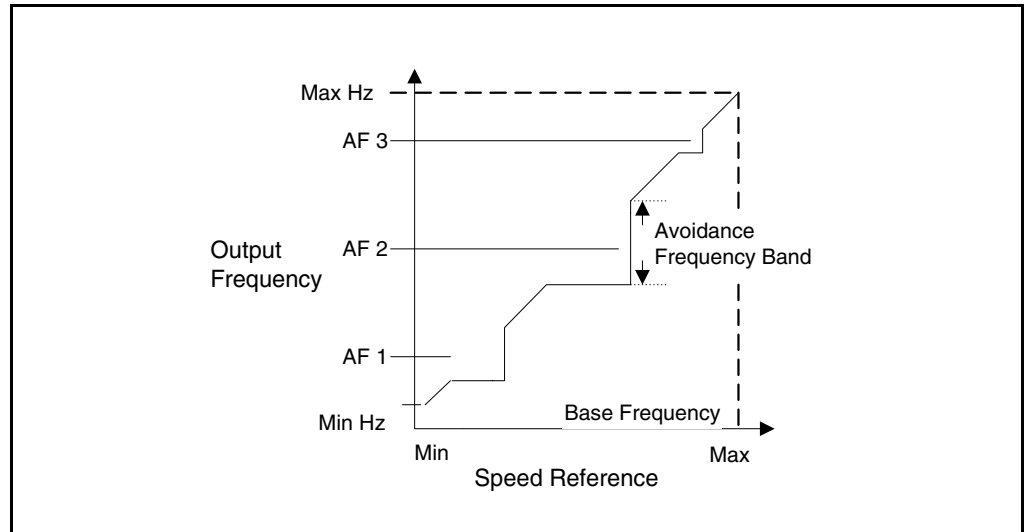 Max Hz
AF 3
Avoidance
Frequency Band
Output
Frequency
AF 2
AF 1
Min Hz
Base Frequency
Min
Max
Speed Reference